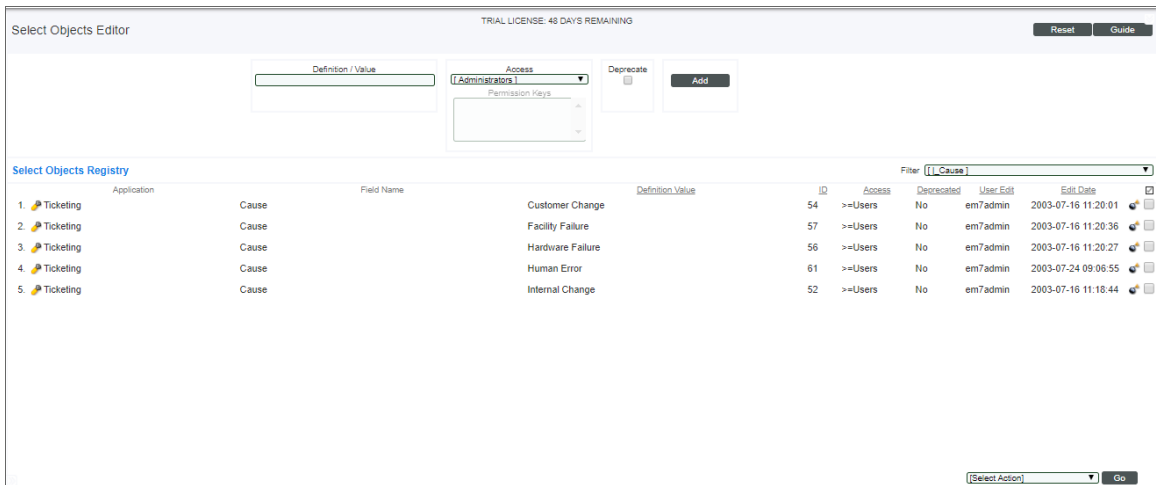 TRIAL LICENSE: 48 DAYS REMAINING
Select Objects Editor
Reset Guide
Definition / Value Access Deprecate
[ Administrators ] Add
Permission Keys
Select Objects Registry Filter [ |_Cause ]
Application Field Name Definition Value ID Access Deprecated User Edit Edit Date
1. Ticketing Cause Customer Change 54 >=Users No em7admin 2003-07-16 11:20:01
2. Ticketing Cause Facility Failure 57 >=Users No em7admin 2003-07-16 11:20:36
3. Ticketing Cause Hardware Failure 56 >=Users No em7admin 2003-07-16 11:20:27
4. Ticketing Cause Human Error 61 >=Users No em7admin 2003-07-24 09:06:55
5. Ticketing Cause Internal Change 52 >=Users No em7admin 2003-07-16 11:18:44
[Select Action] Go